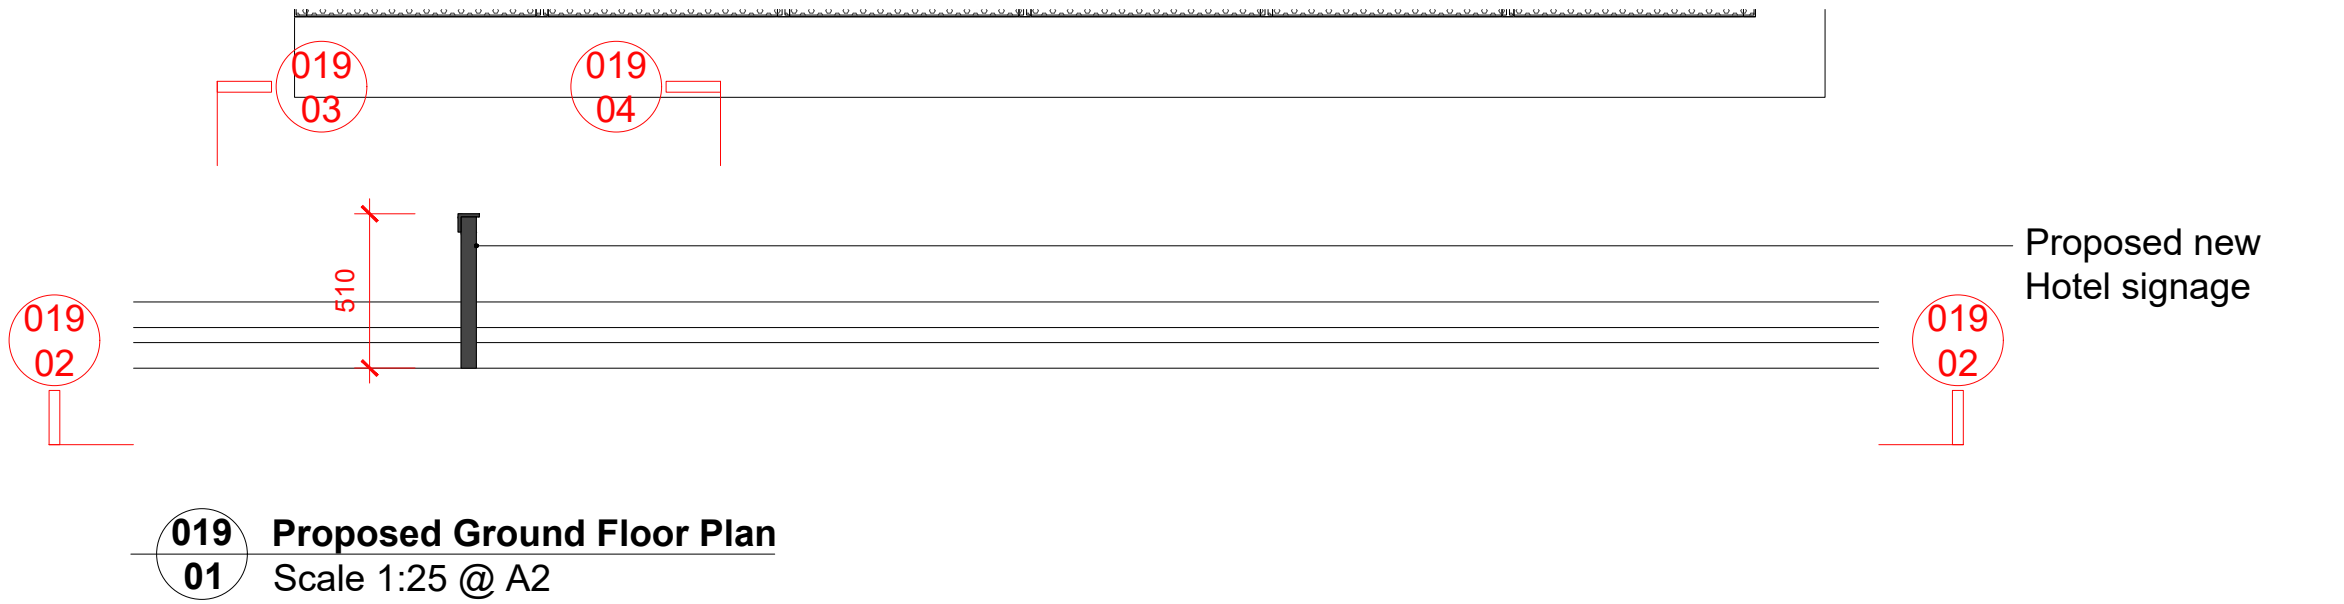 019
03
019
04
510
Proposed new
Hotel signage
019
02
019
02
019
01
Proposed Ground Floor Plan
Scale 1:25 @ A2